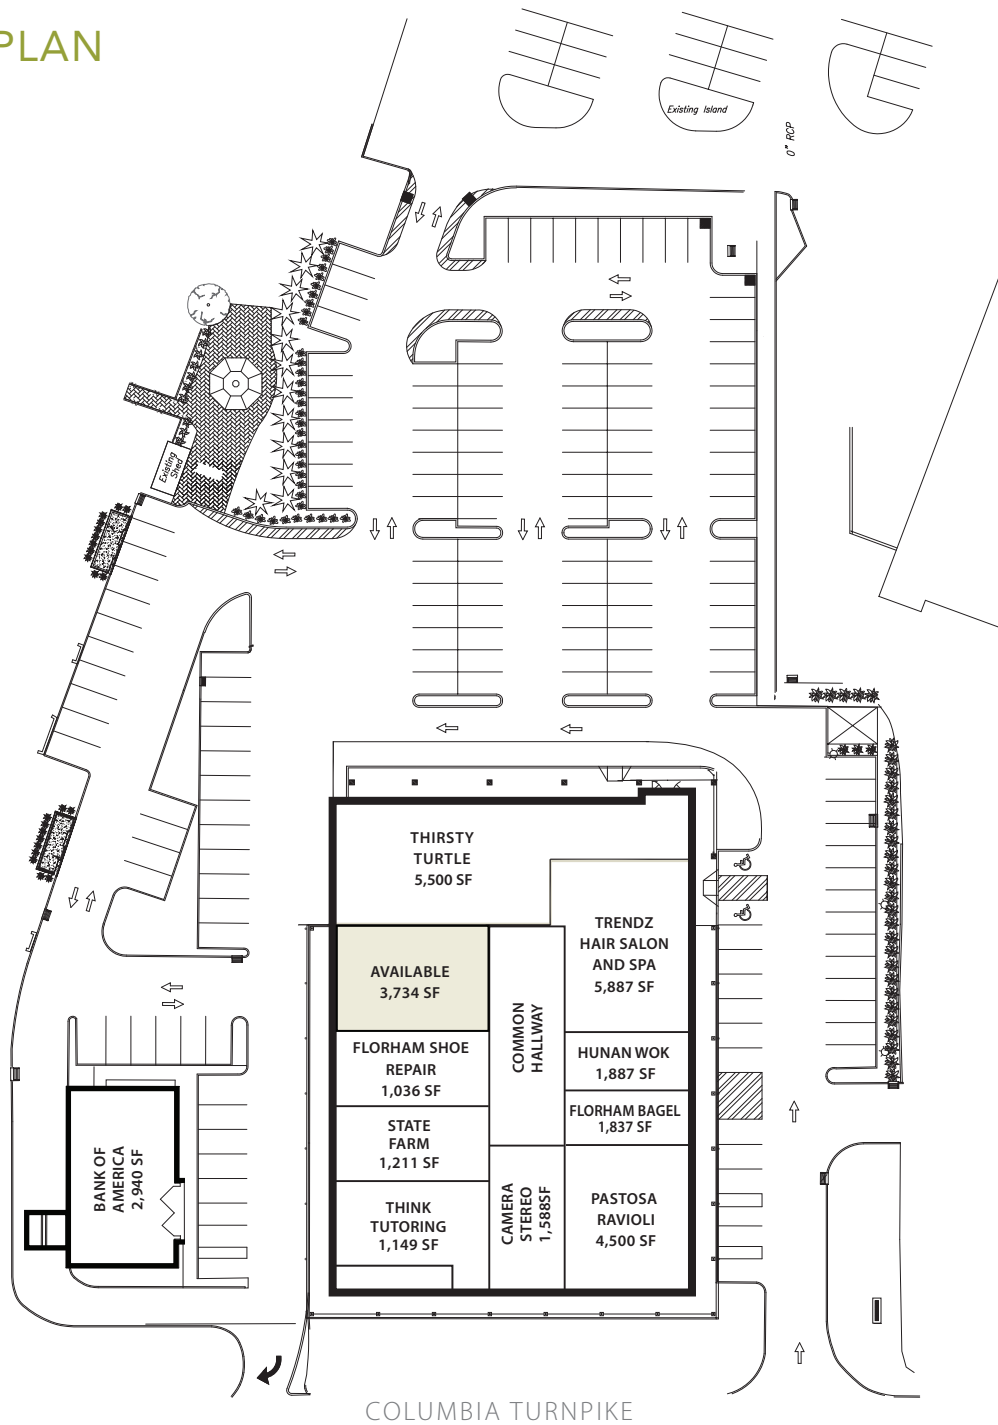 PLAN
Existing Island
0" RCP
Existing
Shed
THIRSTY
TURTLE
5,500 SF
TRENDZ
HAIR SALON
AND SPA
5,887 SF
AVAILABLE
3,734 SF
COMMON
HALLWAY
FLORHAM SHOE
REPAIR
1,036 SF
HUNAN WOK
1,887 SF
FLORHAM BAGEL
1,837 SF
STATE
FARM
1,211 SF
BANK OF
AMERICA
2,940 SF
THINK
TUTORING
1,149 SF
CAMERA
STEREO
1,588SF
PASTOSA
RAVIOLI
4,500 SF
COLUMBIA TURNPIKE